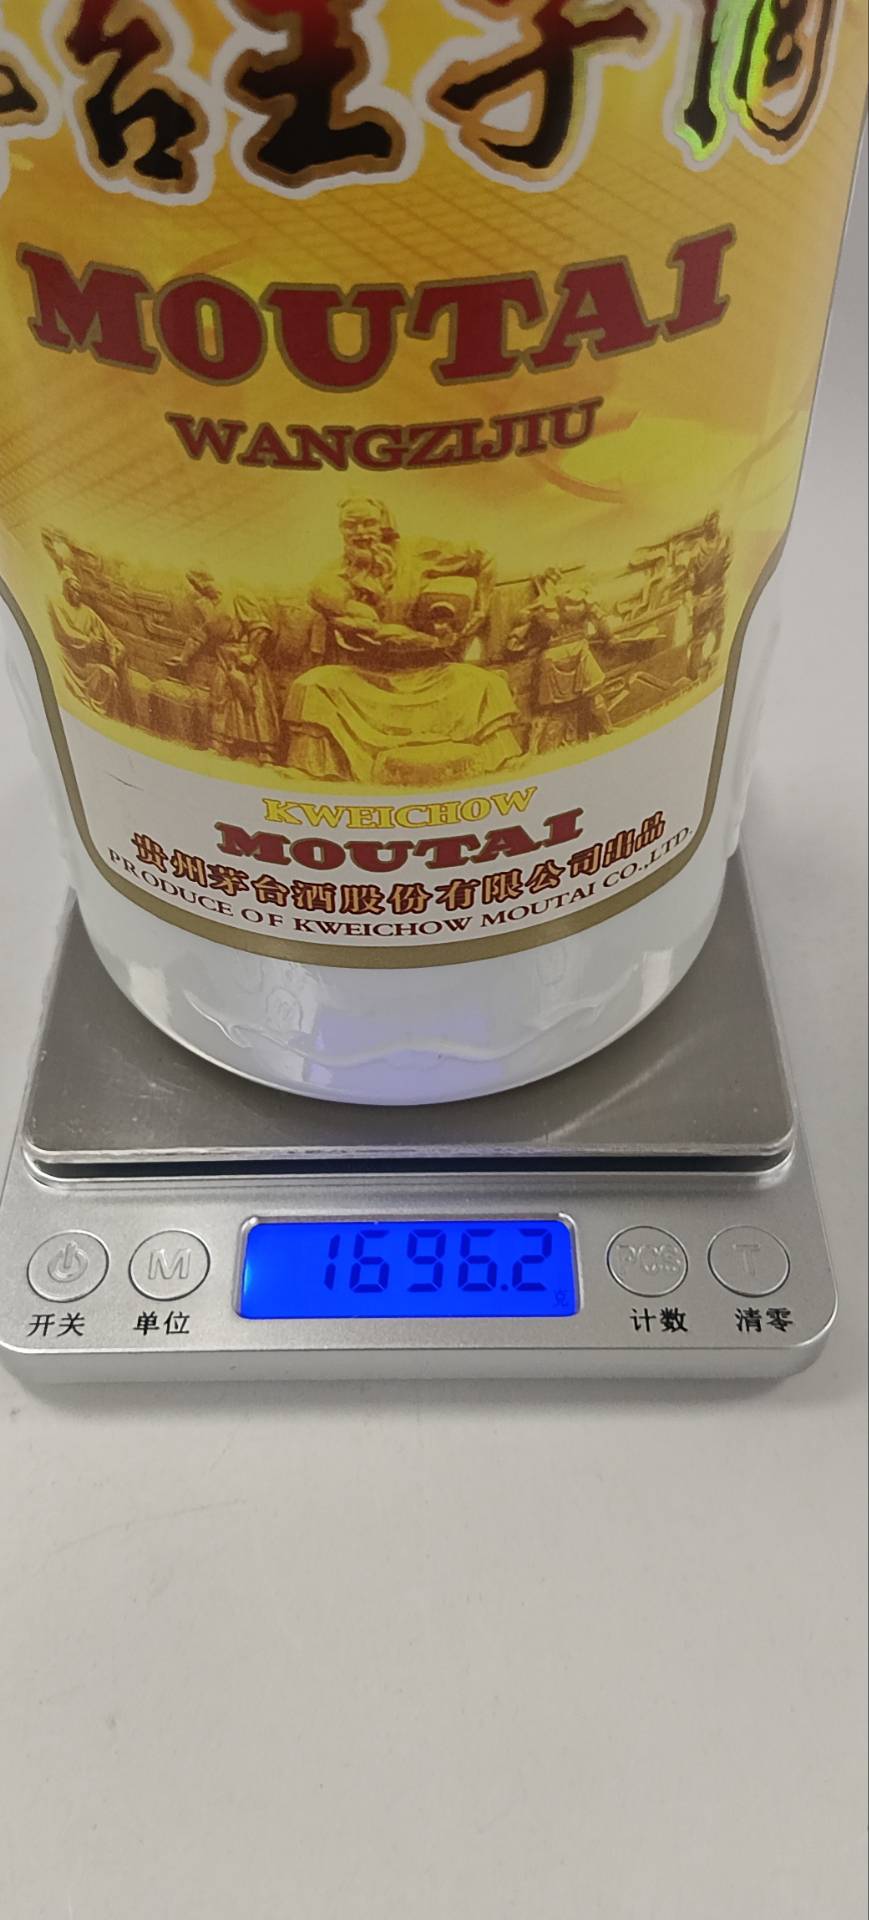 台王子酒
MOUTAI
WANGZIJIU
KWEICHOW
MOUTAI
贵州茅台酒股份有限公司出品
PRODUCE OF KWEICHOW MOUTAI CO.,LTD.
1696.2 克
M PCS T
开关 单位 计数 清零